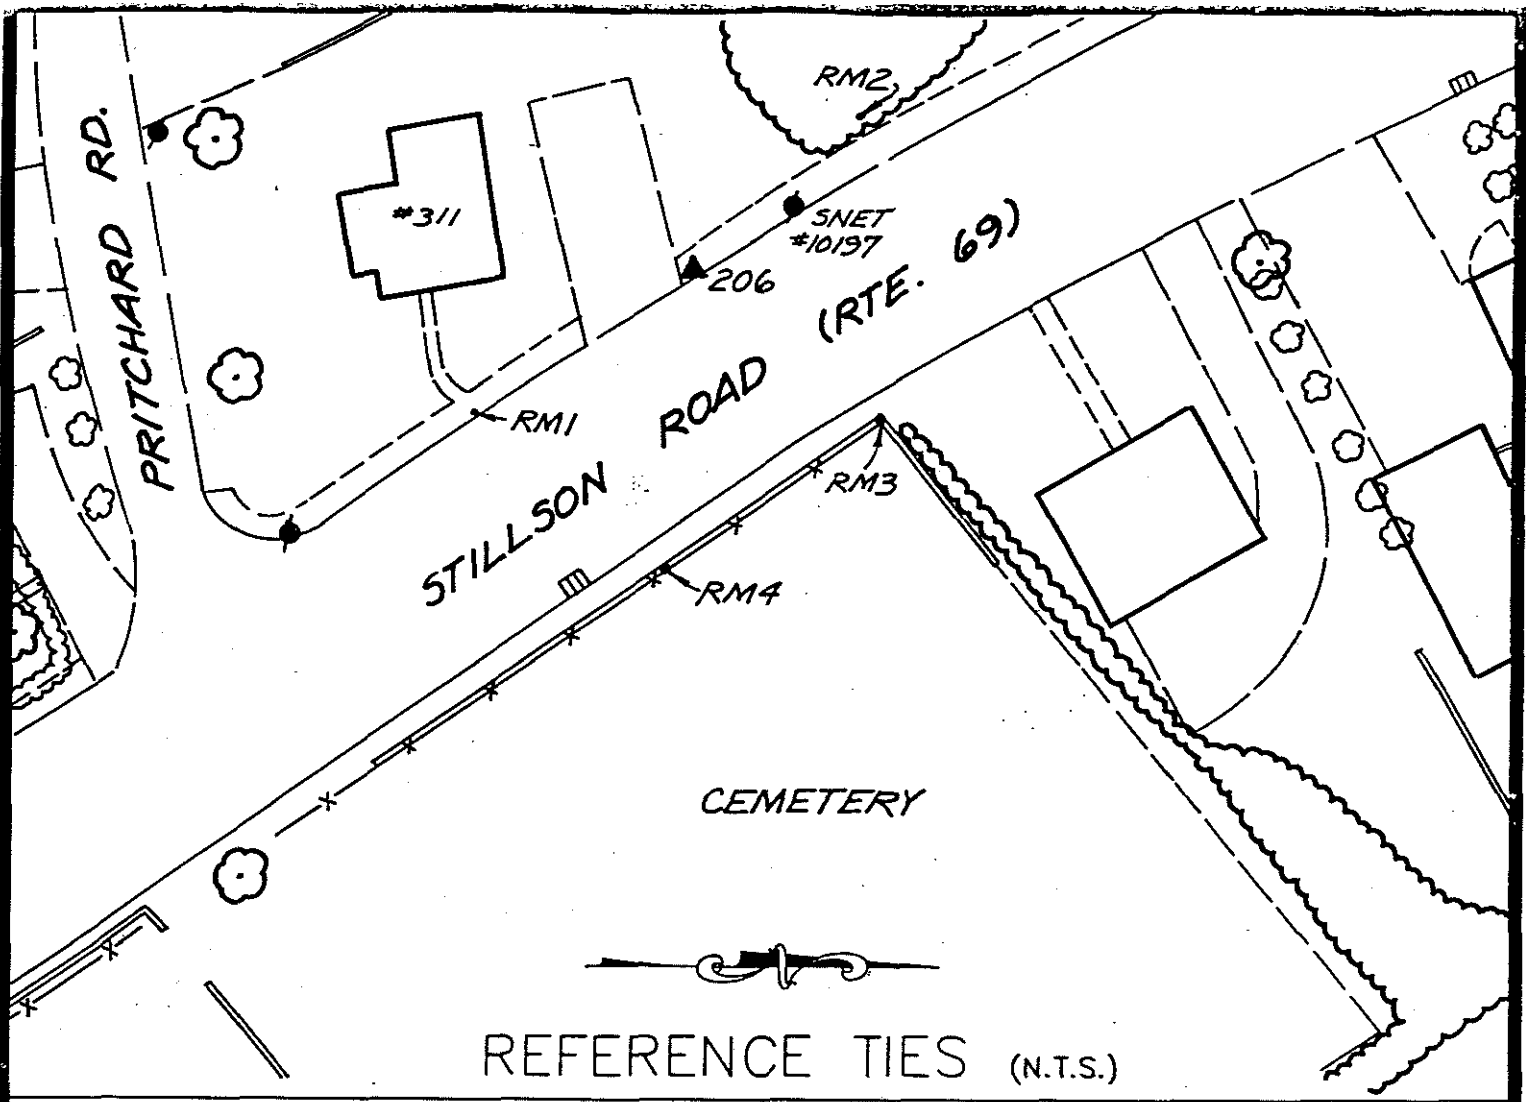 RM2
PRITCHARD RD.
#311
SNET
#10197
206
(RTE. 69)
RM1
STILLSON ROAD
RM3
RM4
CEMETERY
REFERENCE TIES (N.T.S.)